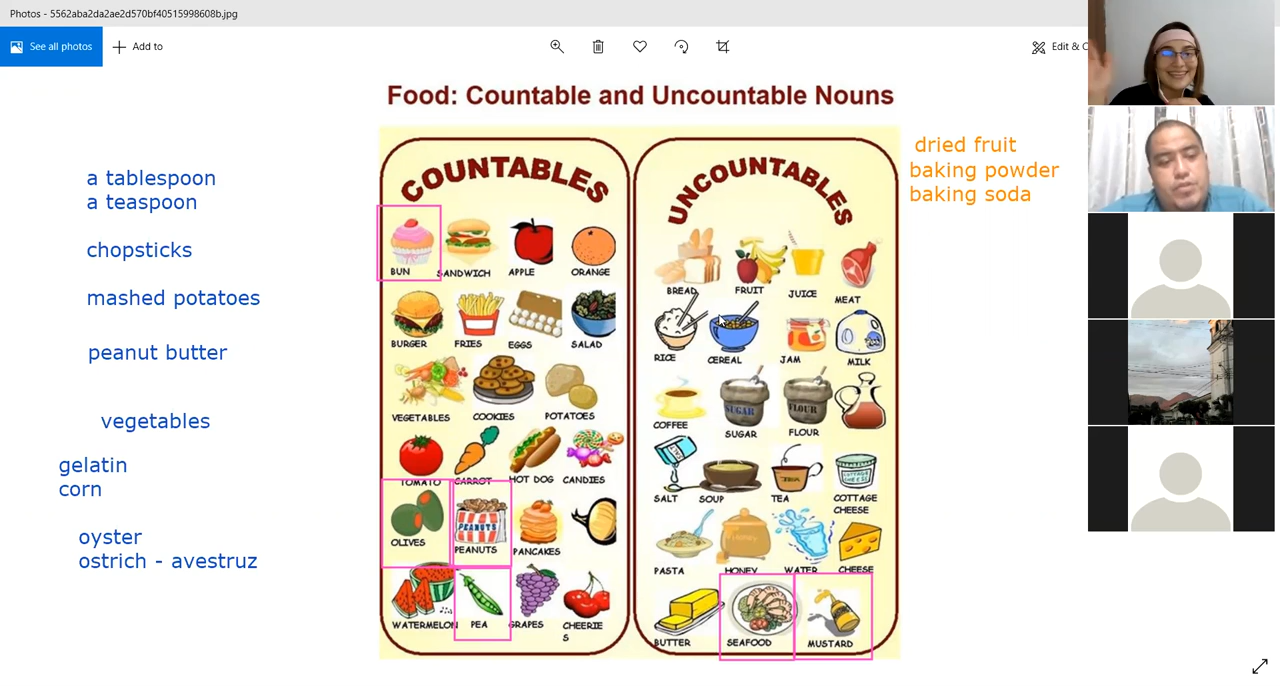 Photos - 5562aba2da2ae2d570bf40515998608b.jpg
See all photos
Add to
Edit & C
Food: Countable and Uncountable Nouns
a tablespoon
a teaspoon
chopsticks
mashed potatoes
peanut butter
vegetables
gelatin
corn
oyster
ostrich - avestruz
COUNTABLES
BUN SANDWICH APPLE ORANGE
BURGER FRIES EGGS SALAD
VEGETABLES COOKIES POTATOES
TOMATO CARROT HOT DOG CANDIES
PEANUTS
OLIVES PEANUTS PANCAKES
WATERMELON PEA GRAPES CHEERIE
S
UNCOUNTABLES
BREAD FRUIT JUICE MEAT
RICE CEREAL JAM MILK
SUGAR FLOUR
COFFEE SUGAR FLOUR
SALT SOUP TEA COTTAGE
CHEESE
HONEY
PASTA HONEY WATER CHEESE
BUTTER SEAFOOD MUSTARD
dried fruit
baking powder
baking soda